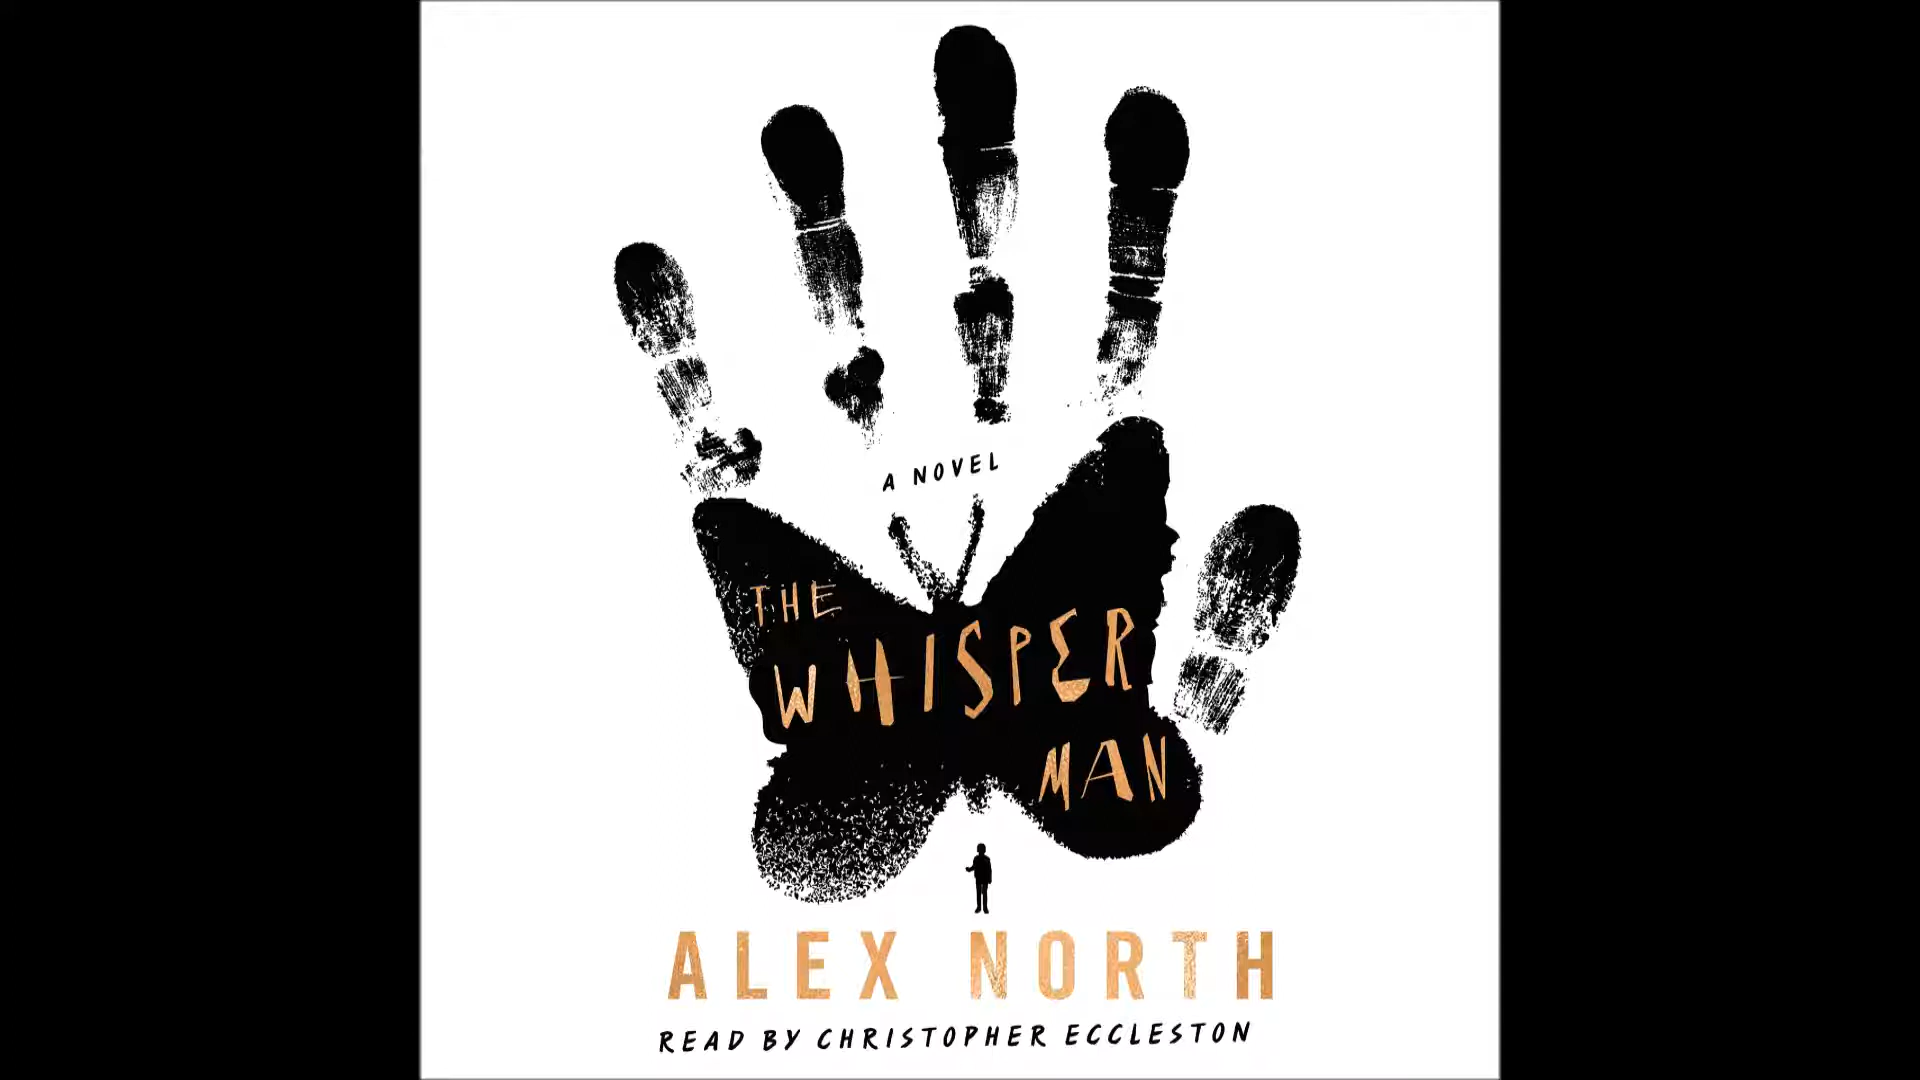 A NOVEL
THE
WHISPER
MAN
ALEX NORTH
READ BY CHRISTOPHER ECCLESTON